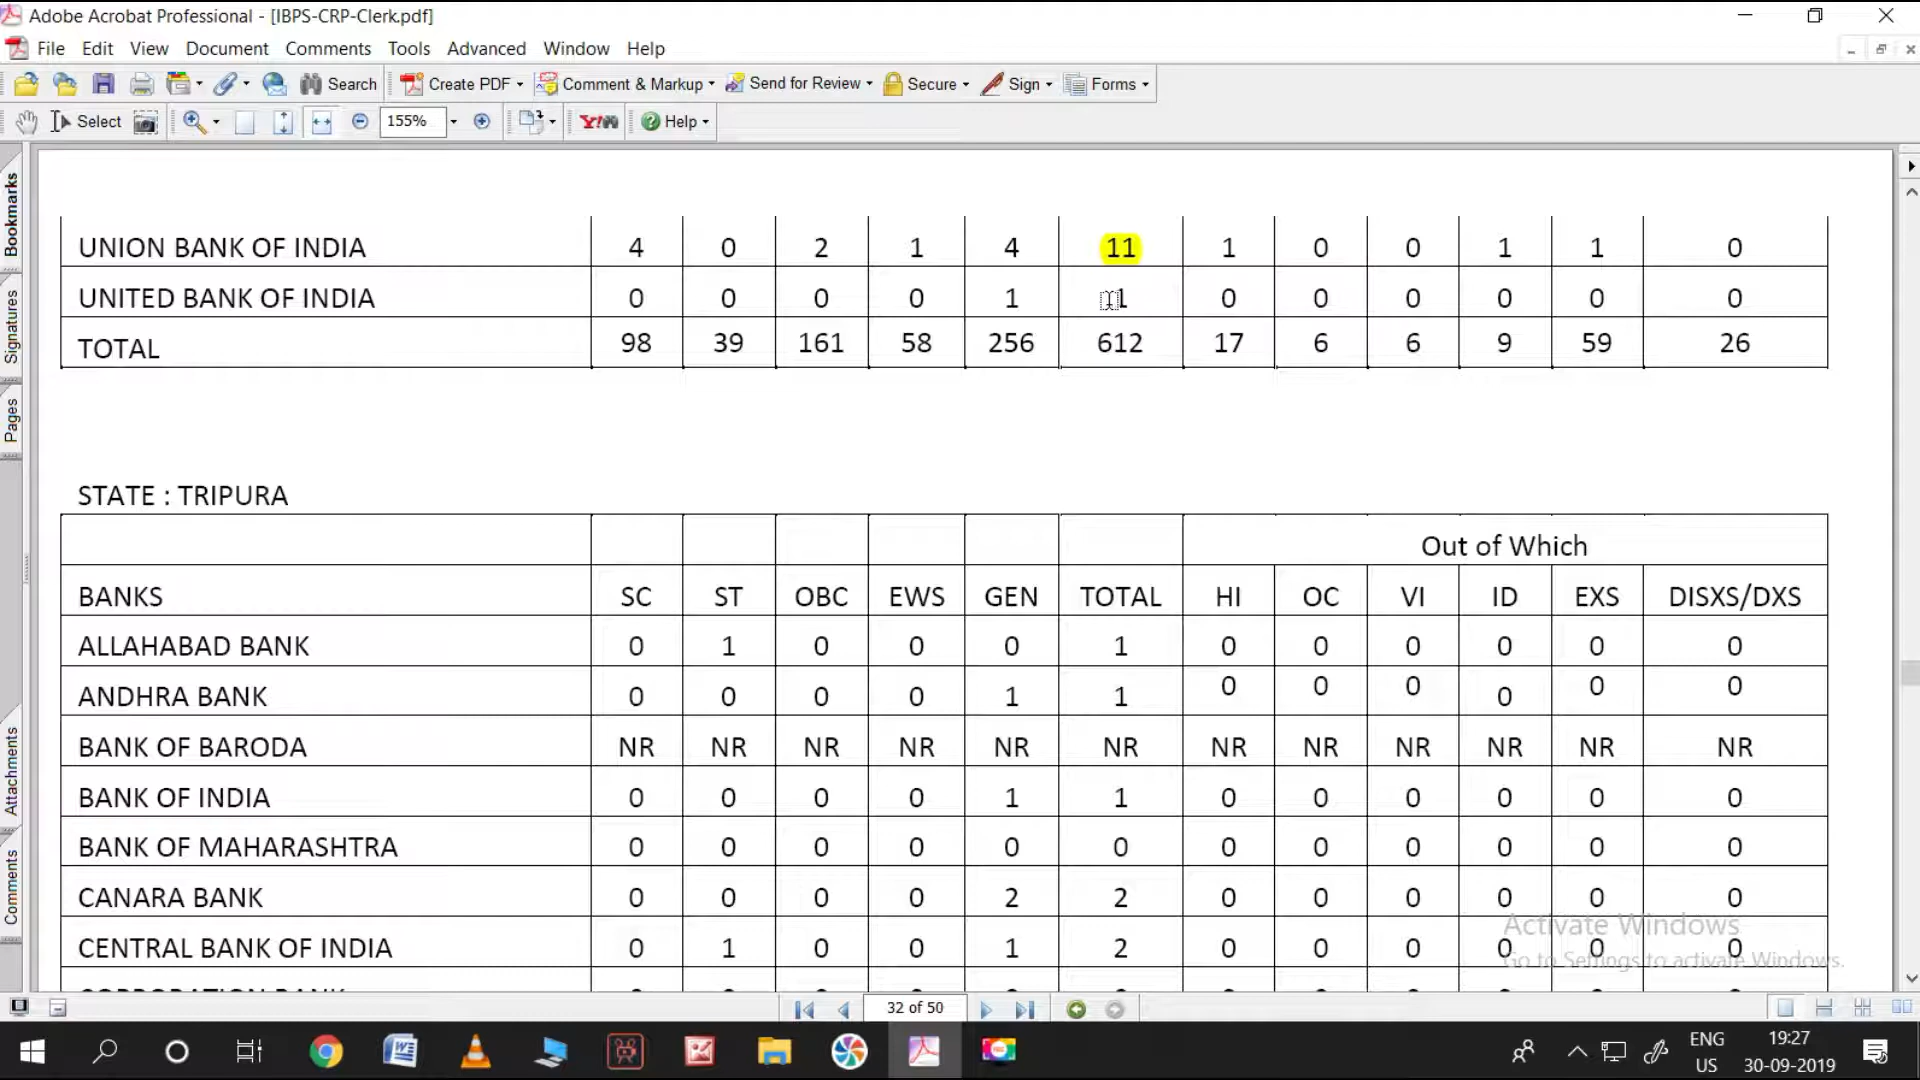 Adobe Acrobat Professional - [IBPS-CRP-Clerk.pdf]
File Edit View Document Comments Tools Advanced Window Help
Search Create PDF Comment & Markup Send for Review Secure Sign Forms
Select 155% Y! Help
Bookmarks
Signatures
Pages
Attachments
Comments
UNION BANK OF INDIA 4 0 2 1 4 11 1 0 0 1 1 0
UNITED BANK OF INDIA 0 0 0 0 1 1 0 0 0 0 0 0
TOTAL 98 39 161 58 256 612 17 6 6 9 59 26
STATE : TRIPURA
Out of Which
BANKS SC ST OBC EWS GEN TOTAL HI OC VI ID EXS DISXS/DXS
ALLAHABAD BANK 0 1 0 0 0 1 0 0 0 0 0 0
ANDHRA BANK 0 0 0 0 1 1 0 0 0 0 0 0
BANK OF BARODA NR NR NR NR NR NR NR NR NR NR NR NR
BANK OF INDIA 0 0 0 0 1 1 0 0 0 0 0 0
BANK OF MAHARASHTRA 0 0 0 0 0 0 0 0 0 0 0 0
CANARA BANK 0 0 0 0 2 2 0 0 0 0 0 0
CENTRAL BANK OF INDIA 0 1 0 0 1 2 0 0 0 0 0 0
Activate Windows
Go to Settings to activate Windows.
32 of 50
ENG 19:27
US 30-09-2019